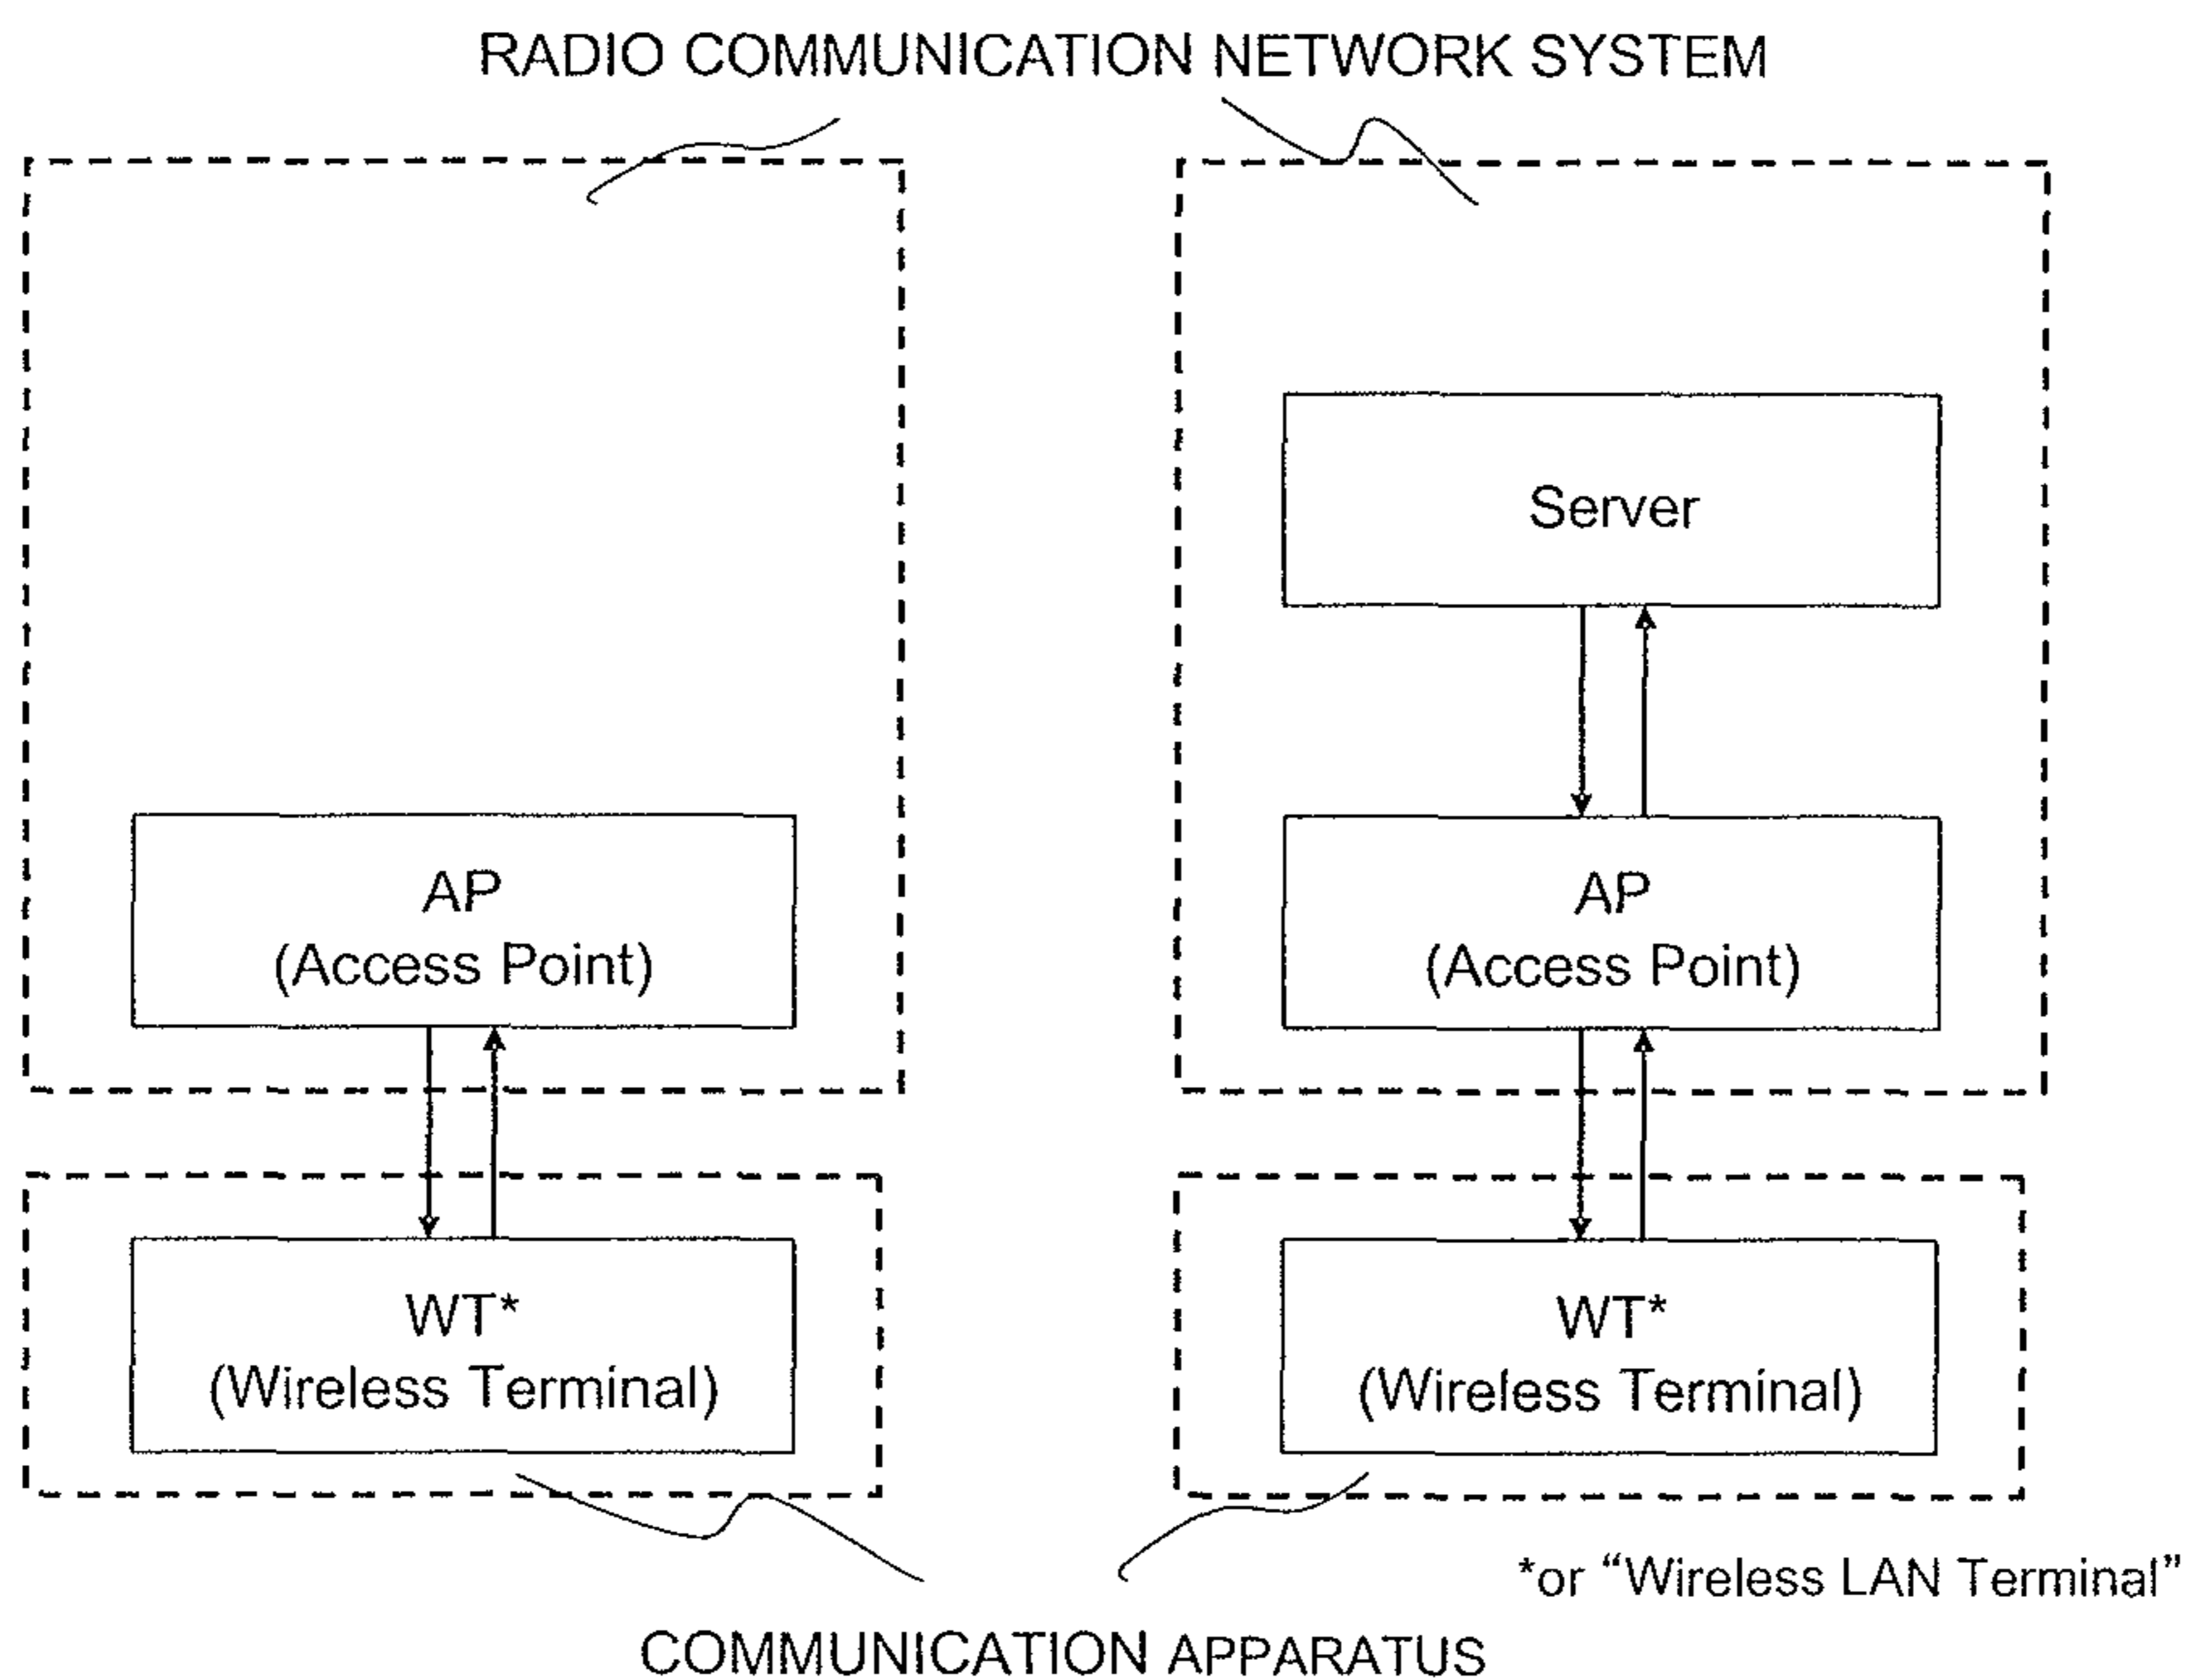 RADIO COMMUNICATION NETWORK SYSTEM
Server
AP
(Access Point)
AP
(Access Point)
WT*
(Wireless Terminal)
WT*
(Wireless Terminal)
*or “Wireless LAN Terminal”
COMMUNICATION APPARATUS